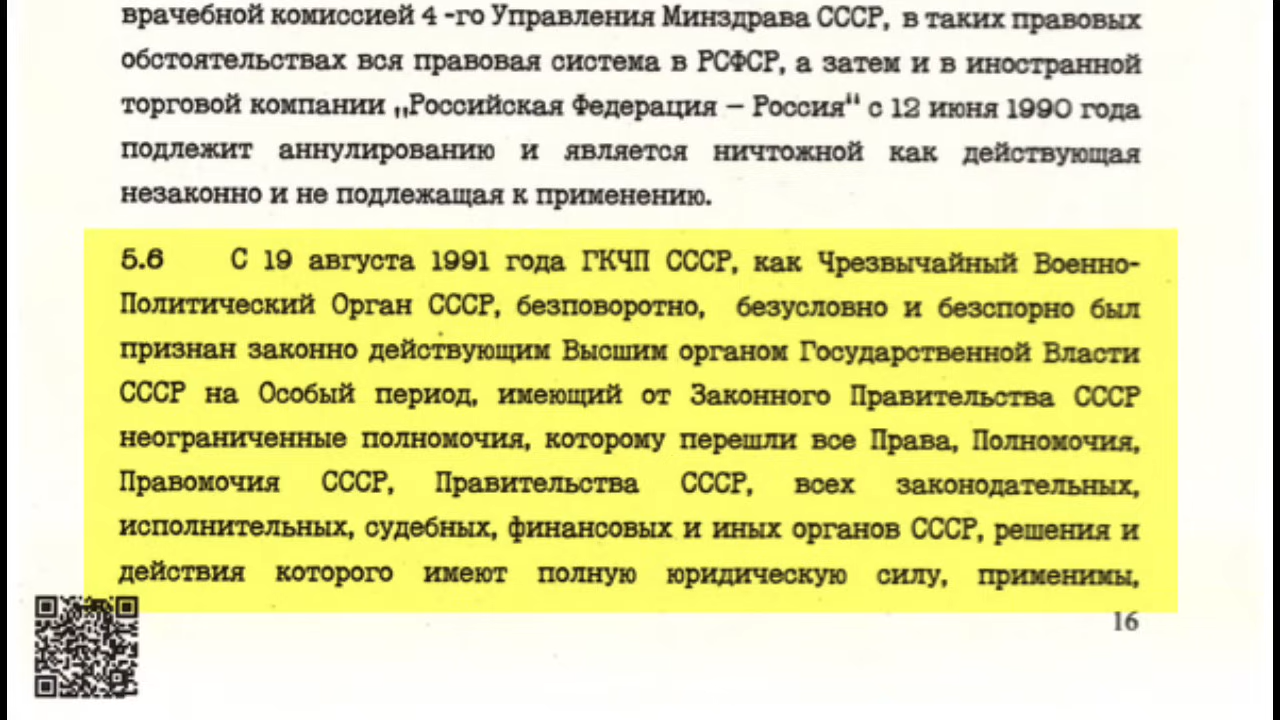 врачебной комиссией 4 -го Управления Минздрава СССР, в таких правовых
обстоятельствах вся правовая система в РСФСР, а затем и в иностранной
торговой компании „Российская Федерация – Россия“ с 12 июня 1990 года
подлежит аннулированию и является ничтожной как действующая
незаконно и не подлежащая к применению.
5.6 С 19 августа 1991 года ГКЧП СССР, как Чрезвычайный Военно-
Политический Орган СССР, безповоротно, безусловно и безспорно был
признан законно действующим Высшим органом Государственной Власти
СССР на Особый период, имеющий от Законного Правительства СССР
неограниченные полномочия, которому перешли все Права, Полномочия,
Правомочия СССР, Правительства СССР, всех законодательных,
исполнительных, судебных, финансовых и иных органов СССР, решения и
действия которого имеют полную юридическую силу, применимы,
16